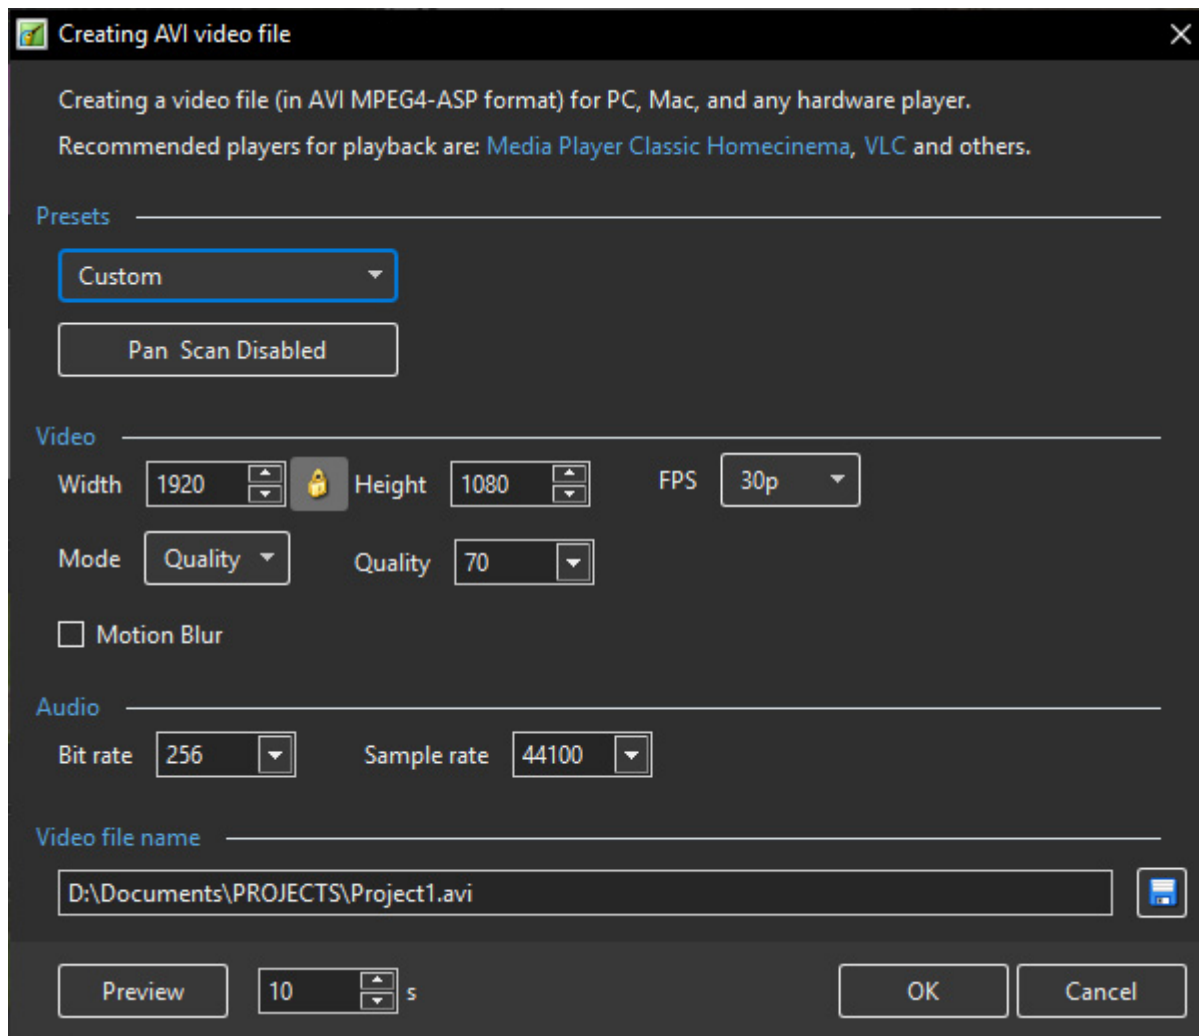 Creating AVI video file
Creating a video file (in AVI MPEG4-ASP format) for PC, Mac, and any hardware player.
Recommended players for playback are: Media Player Classic Homecinema, VLC and others.
Presets
Custom
Pan Scan Disabled
Video
Width 1920 Height 1080 FPS 30p
Mode Quality Quality 70
Motion Blur
Audio
Bit rate 256 Sample rate 44100
Video file name
D:\Documents\PROJECTS\Project1.avi
Preview 10 s OK Cancel